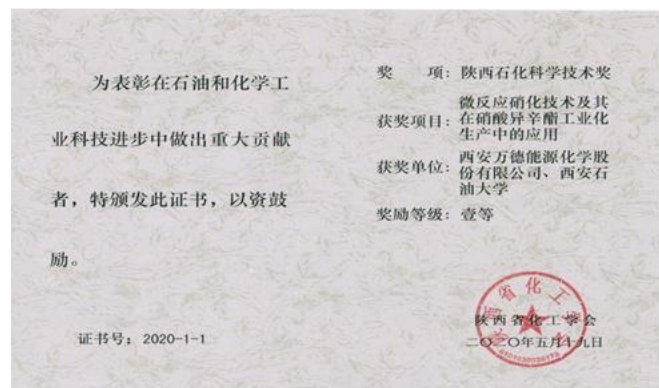 为表彰在石油和化学工
业科技进步中做出重大贡献
者，特颁发此证书，以资鼓
励。
证书号：2020-1-1
奖　项：陕西石化科学技术奖
获奖项目：微反应硝化技术及其
在硝酸异辛酯工业化
生产中的应用
获奖单位：西安万德能源化学股
份有限公司、西安石
油大学
奖励等级：壹等
陕西省化工学会
二〇二〇年五月十九日